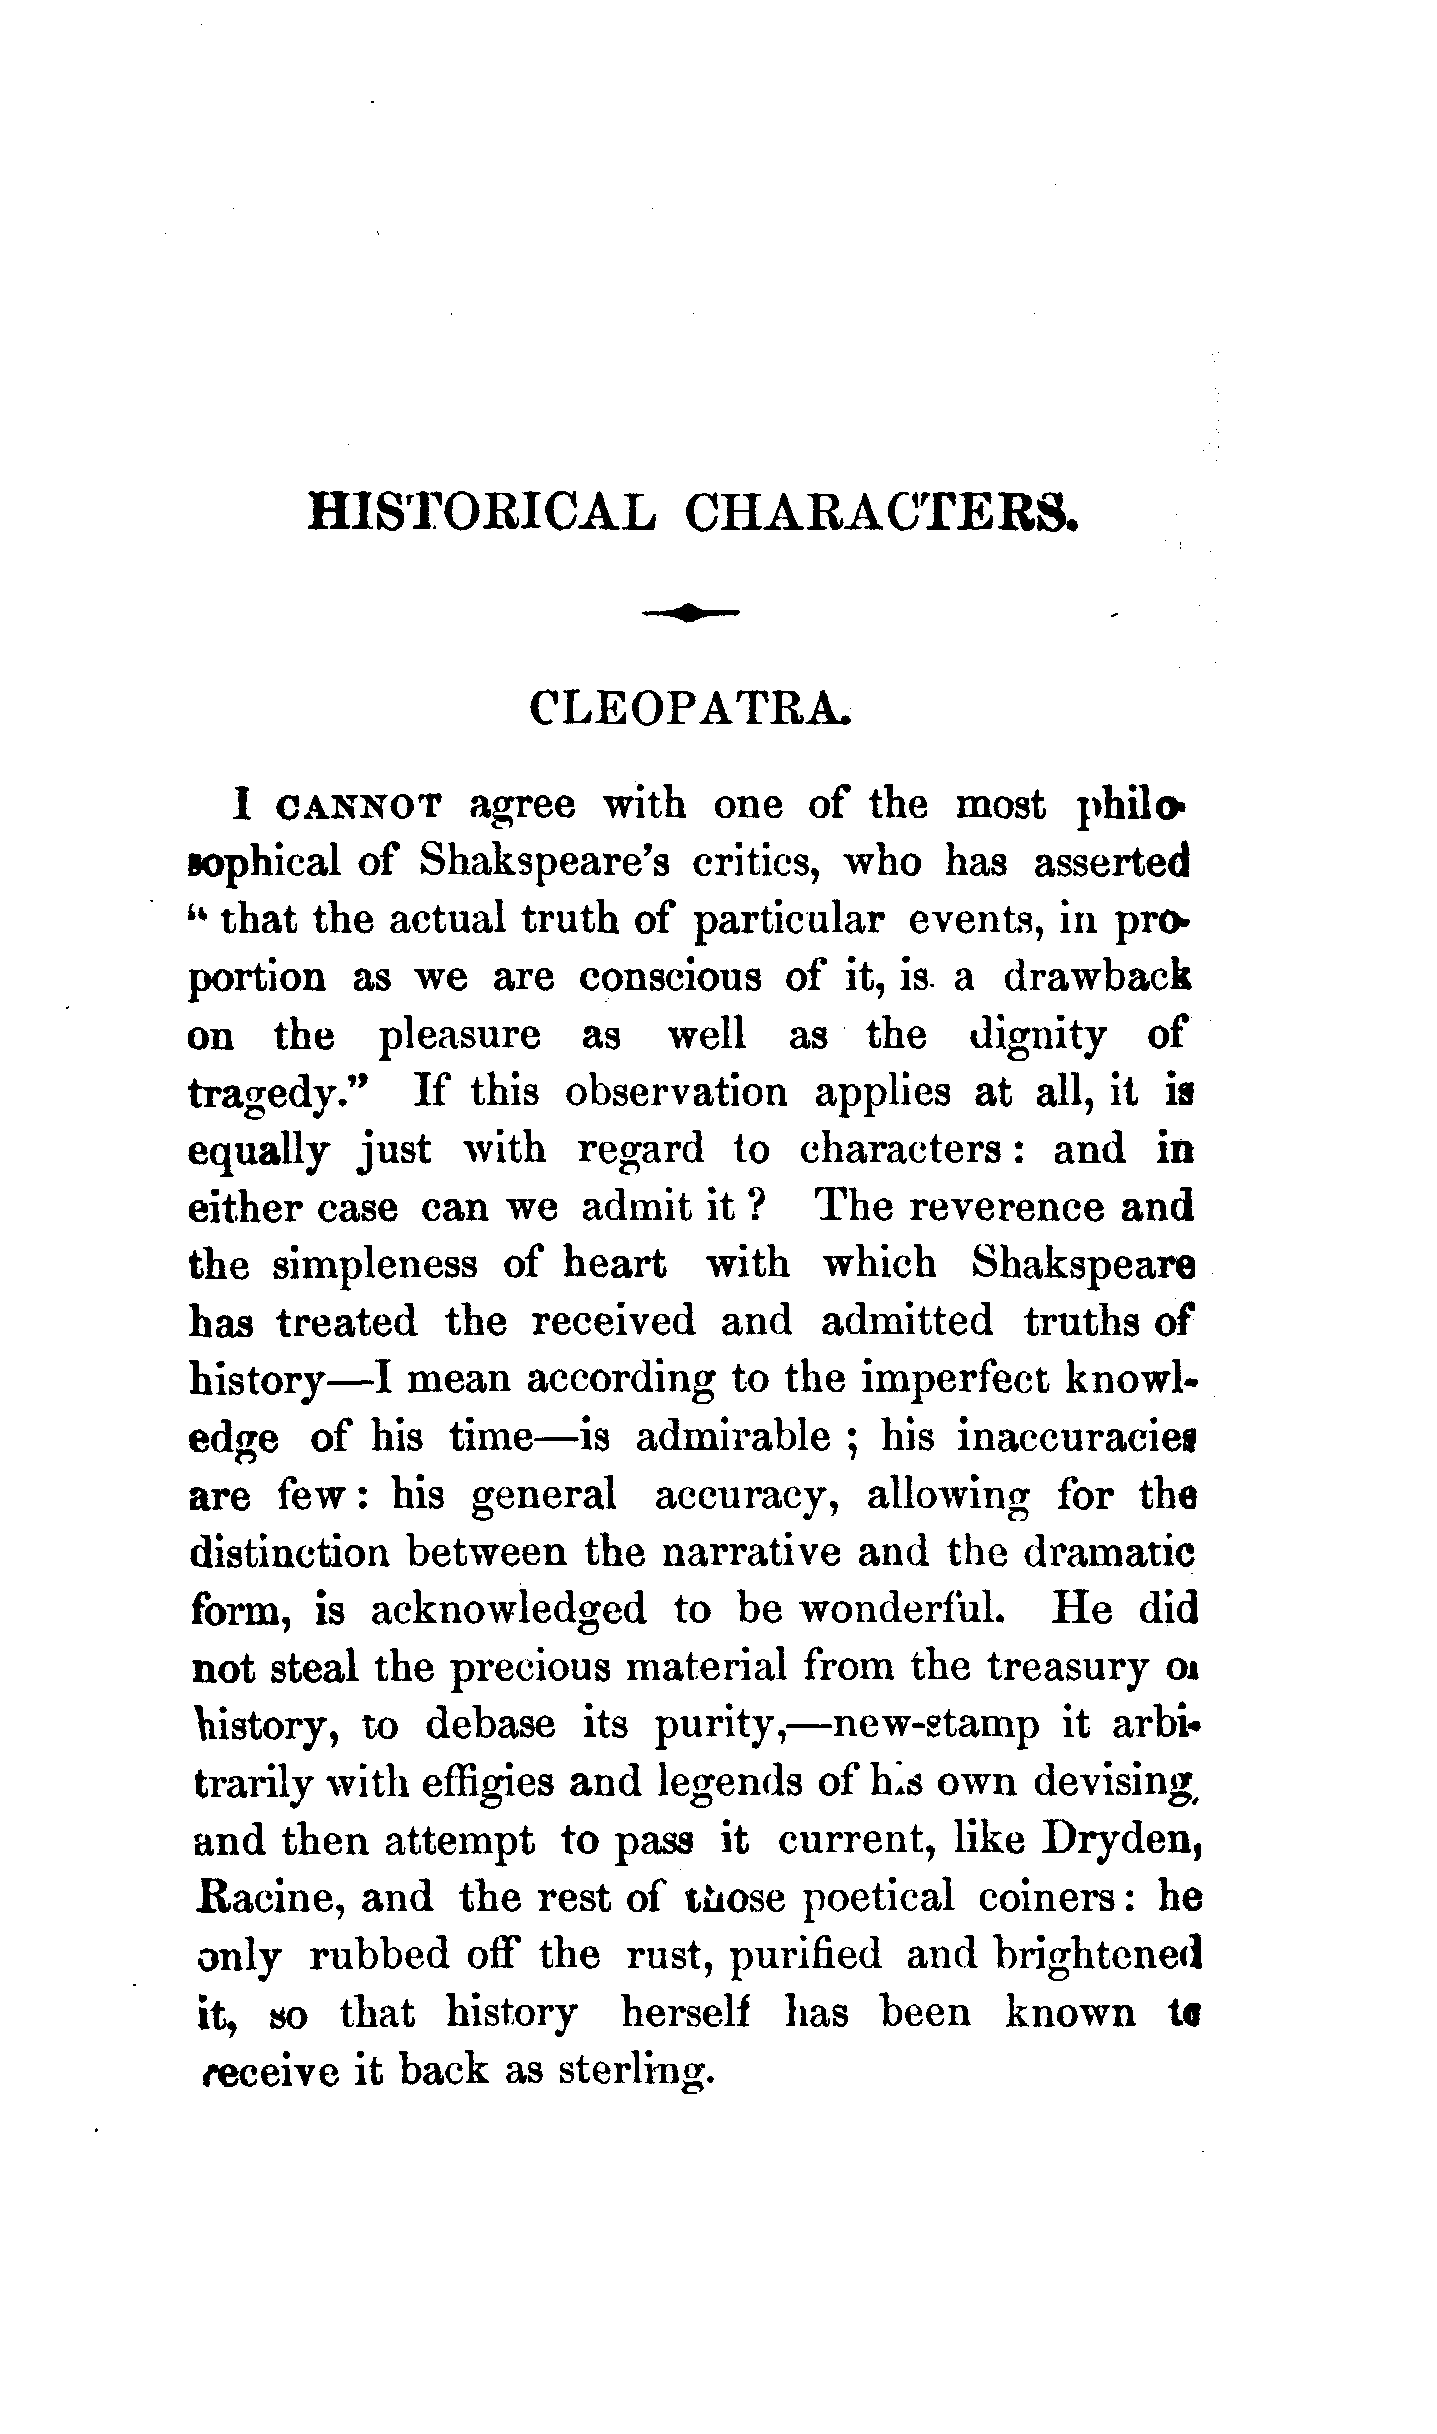 HISTORICAL CHARACTERS.
CLEOPATRA.
I CANNOT agree with one of the most philo-
sophical of Shakspeare's critics, who has asserted
"that the actual truth of particular events, in pro-
portion as we are conscious of it, is a drawback
on the pleasure as well as the dignity of
tragedy." If this observation applies at all, it is
equally just with regard to characters: and in
either case can we admit it? The reverence and
the simpleness of heart with which Shakspeare
has treated the received and admitted truths of
history—I mean according to the imperfect knowl-
edge of his time—is admirable; his inaccuracies
are few: his general accuracy, allowing for the
distinction between the narrative and the dramatic
form, is acknowledged to be wonderful. He did
not steal the precious material from the treasury of
history, to debase its purity,—new-stamp it arbi-
trarily with effigies and legends of his own devising,
and then attempt to pass it current, like Dryden,
Racine, and the rest of those poetical coiners: he
only rubbed off the rust, purified and brightened
it, so that history herself has been known to
receive it back as sterling.